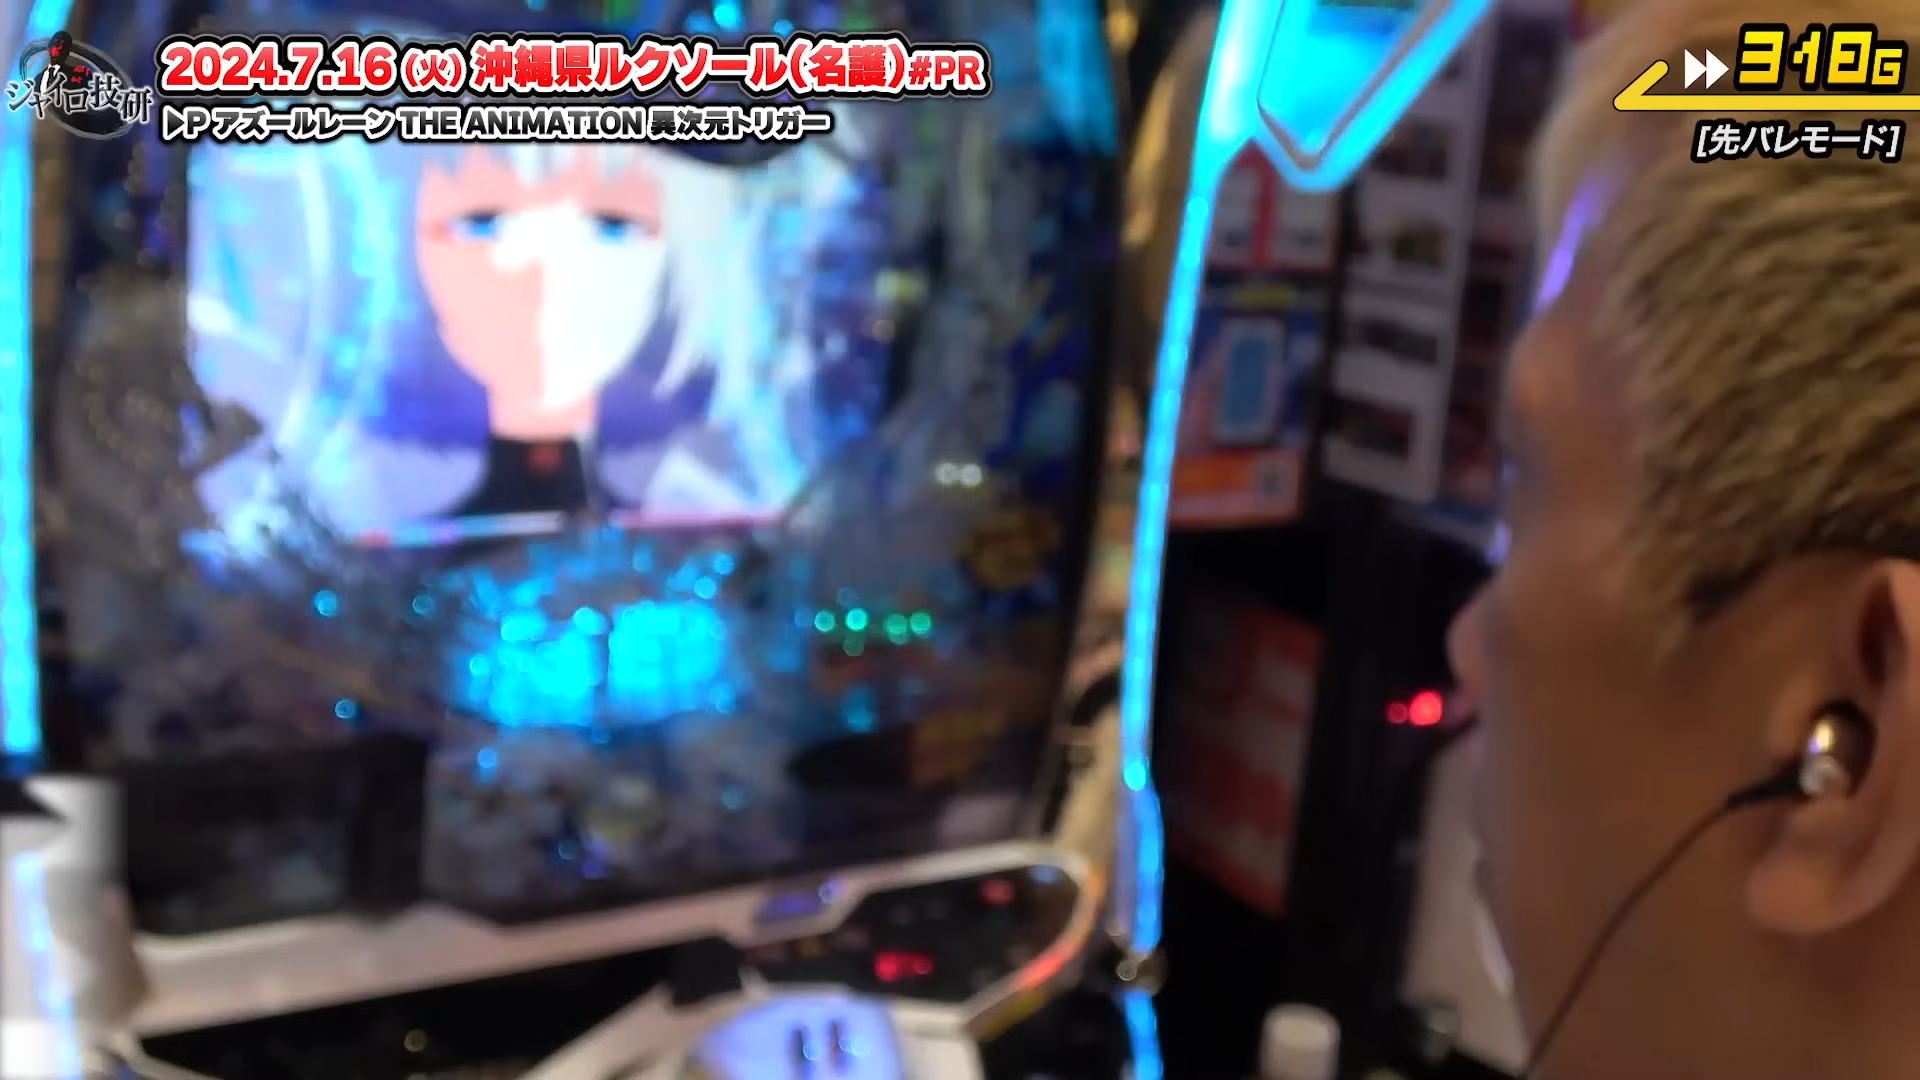 ジャイロ技研
2024.7.16(火)沖縄県ルクソール(名護)#PR
▶P アズールレーン THE ANIMATION 異次元トリガー
310G
[先バレモード]